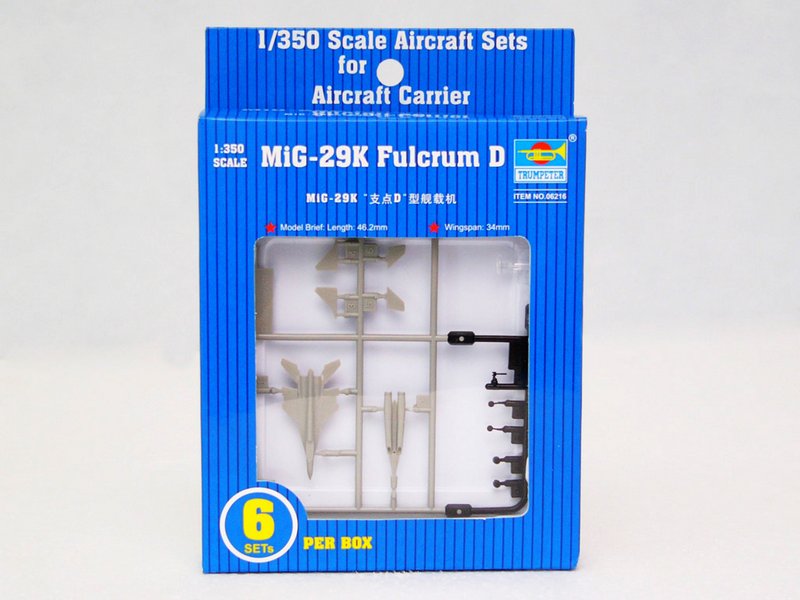 1/350 Scale Aircraft Sets
for
Aircraft Carrier
1:350
SCALE
MiG-29K Fulcrum D
®
TRUMPETER
ITEM NO.06216
MiG-29K "支点D"型舰载机
Model Brief: Length: 46.2mm
Wingspan: 34mm
6
SETs
PER BOX